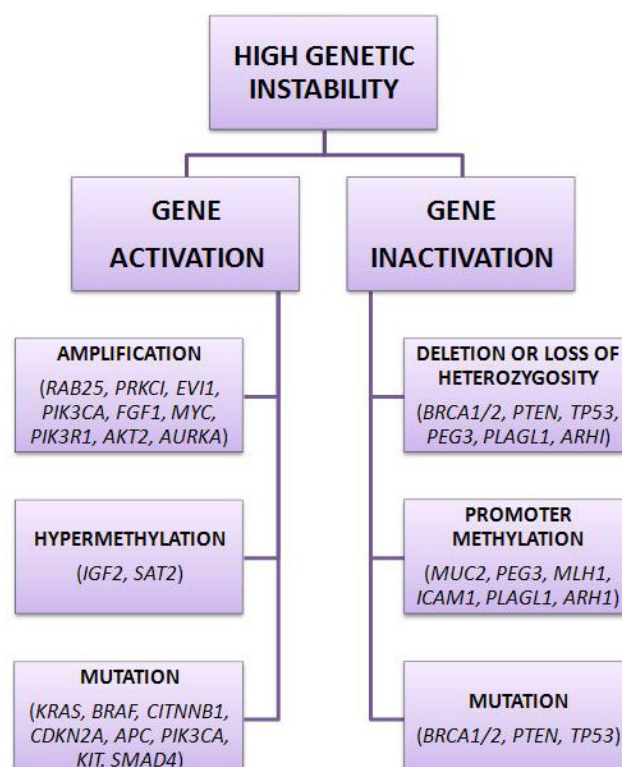 HIGH GENETIC
INSTABILITY
GENE
ACTIVATION
AMPLIFICATION
(RAB25, PRKCI, EVI1,
PIK3CA, FGF1, MYC,
PIK3R1, AKT2, AURKA)
HYPERMETHYLATION
(IGF2, SAT2)
MUTATION
(KRAS, BRAF, CITNNB1,
CDKN2A, APC, PIK3CA,
KIT, SMAD4)
GENE
INACTIVATION
DELETION OR LOSS OF
HETEROZYGOSITY
(BRCA1/2, PTEN, TP53,
PEG3, PLAGL1, ARHI)
PROMOTER
METHYLATION
(MUC2, PEG3, MLH1,
ICAM1, PLAGL1, ARH1)
MUTATION
(BRCA1/2, PTEN, TP53)